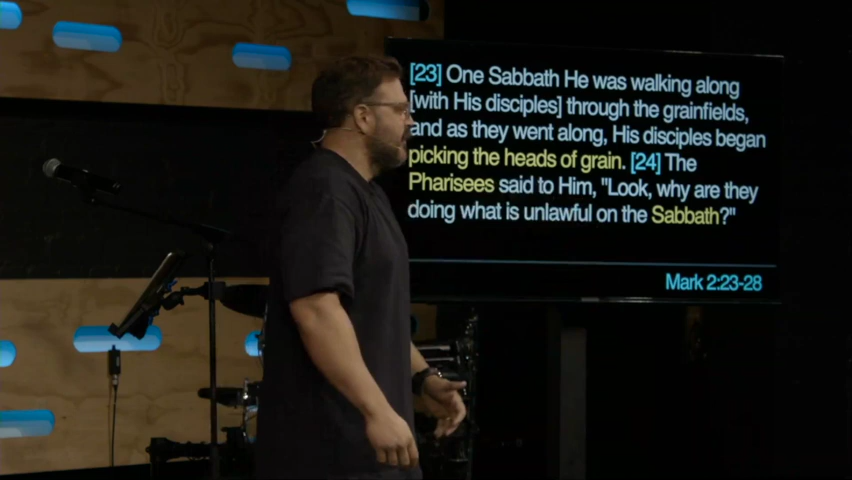 [23] One Sabbath He was walking along
[with His disciples] through the grainfields,
and as they went along, His disciples began
picking the heads of grain. [24] The
Pharisees said to Him, "Look, why are they
doing what is unlawful on the Sabbath?"
Mark 2:23-28